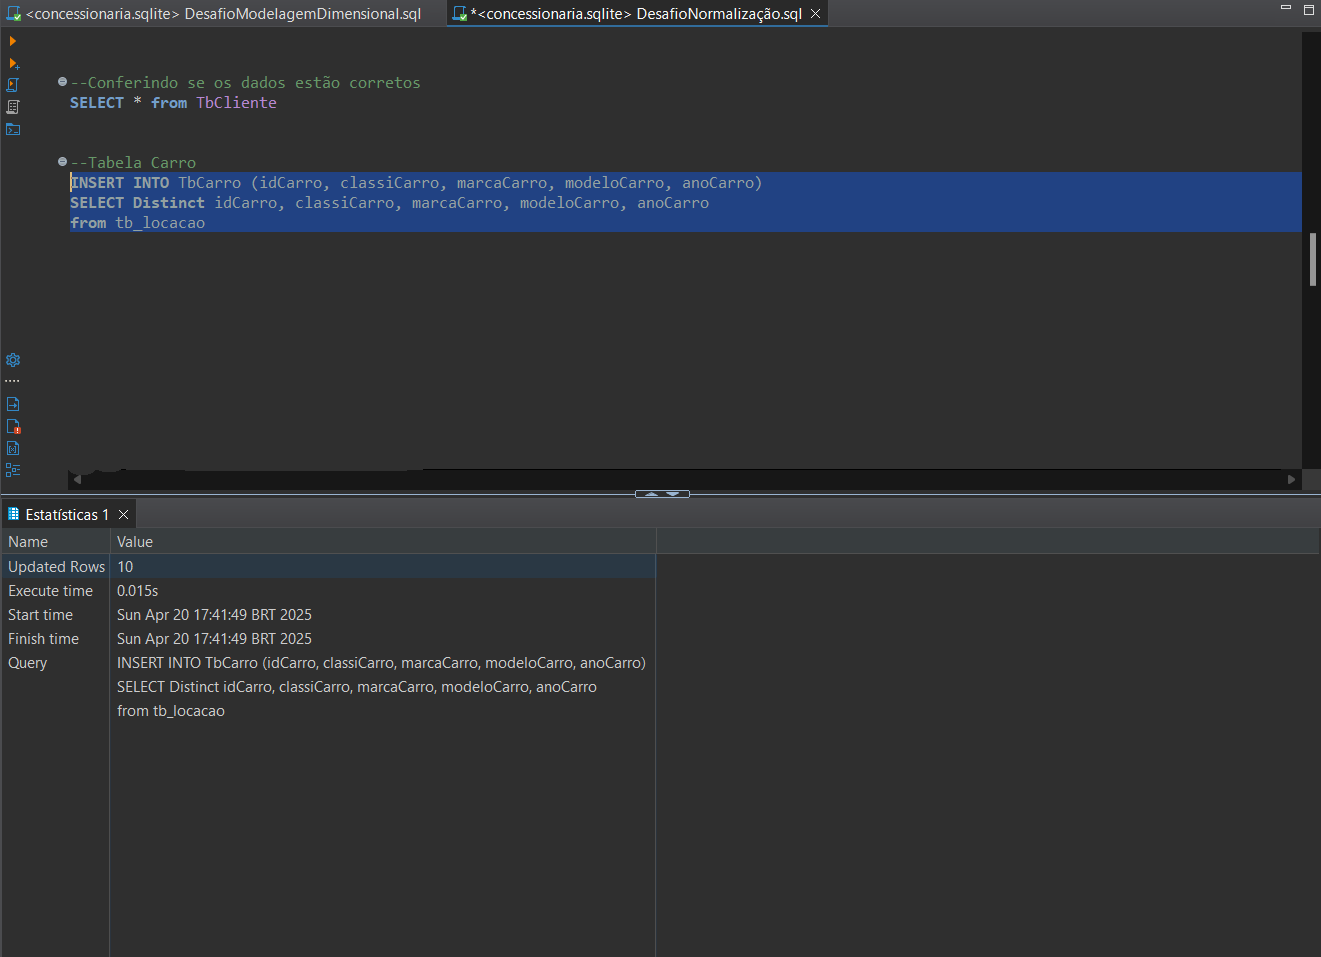 <concessionaria.sqlite> DesafioModelagemDimensional.sql
*<concessionaria.sqlite> DesafioNormalização.sql
--Conferindo se os dados estão corretos
SELECT * from TbCliente
--Tabela Carro
INSERT INTO TbCarro (idCarro, classiCarro, marcaCarro, modeloCarro, anoCarro)
SELECT Distinct idCarro, classiCarro, marcaCarro, modeloCarro, anoCarro
from tb_locacao
Estatísticas 1
Name Value
Updated Rows 10
Execute time 0.015s
Start time Sun Apr 20 17:41:49 BRT 2025
Finish time Sun Apr 20 17:41:49 BRT 2025
Query INSERT INTO TbCarro (idCarro, classiCarro, marcaCarro, modeloCarro, anoCarro)
SELECT Distinct idCarro, classiCarro, marcaCarro, modeloCarro, anoCarro
from tb_locacao